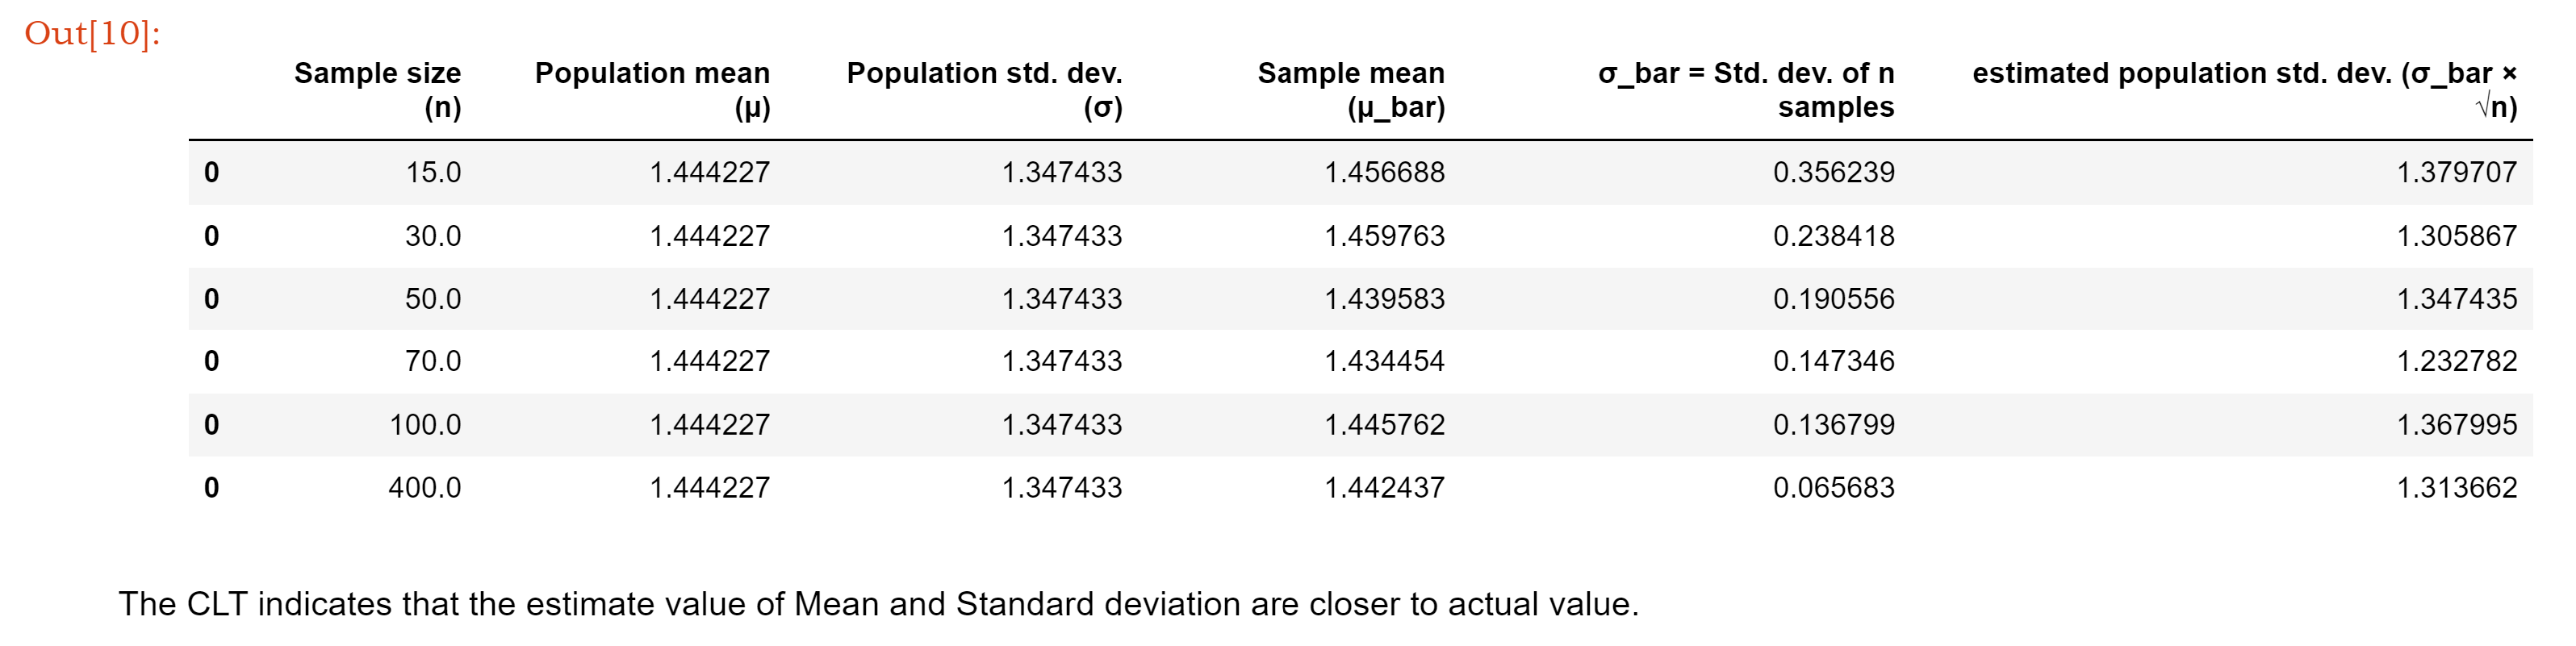 Out[10]:
Sample size (n) Population mean (μ) Population std. dev. (σ) Sample mean (μ_bar) σ_bar = Std. dev. of n samples estimated population std. dev. (σ_bar × √n)
0 15.0 1.444227 1.347433 1.456688 0.356239 1.379707
0 30.0 1.444227 1.347433 1.459763 0.238418 1.305867
0 50.0 1.444227 1.347433 1.439583 0.190556 1.347435
0 70.0 1.444227 1.347433 1.434454 0.147346 1.232782
0 100.0 1.444227 1.347433 1.445762 0.136799 1.367995
0 400.0 1.444227 1.347433 1.442437 0.065683 1.313662
The CLT indicates that the estimate value of Mean and Standard deviation are closer to actual value.